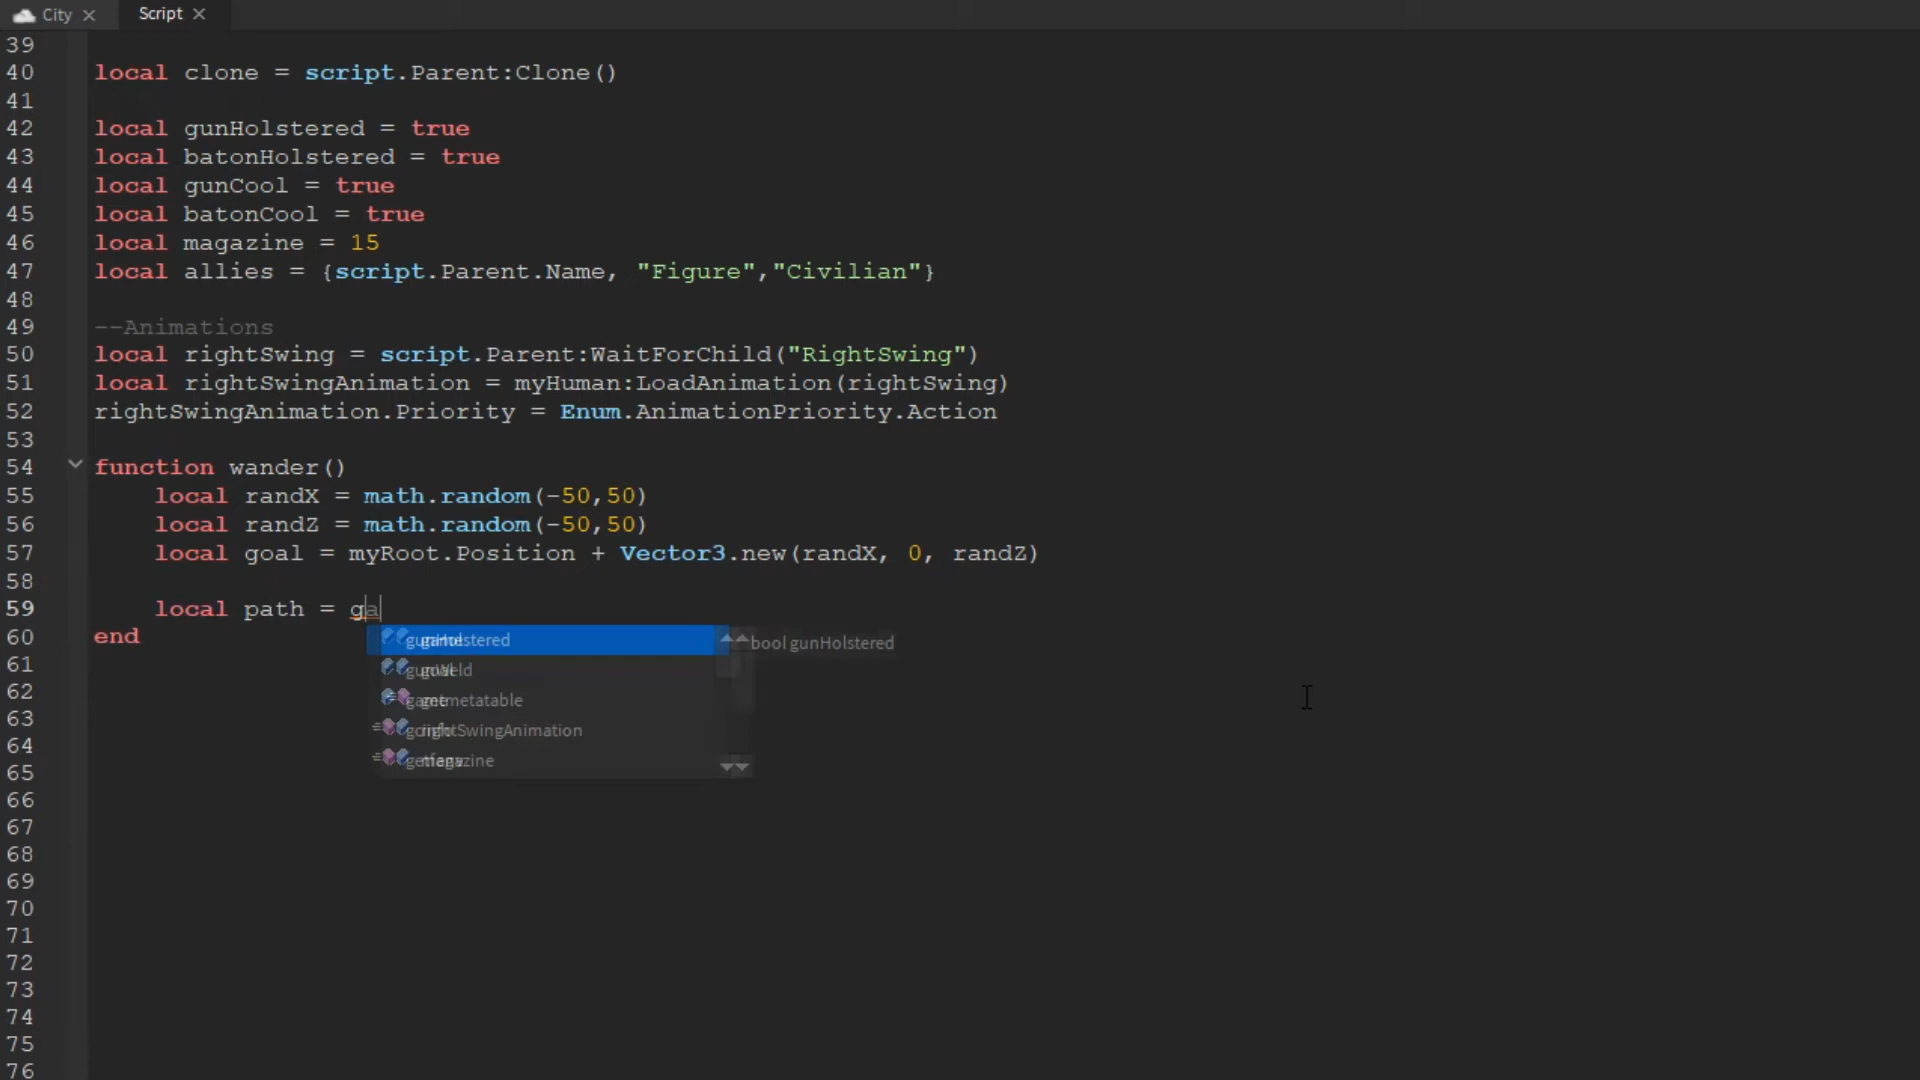 City
Script
39
40 local clone = script.Parent:Clone()
41
42 local gunHolstered = true
43 local batonHolstered = true
44 local gunCool = true
45 local batonCool = true
46 local magazine = 15
47 local allies = {script.Parent.Name, "Figure","Civilian"}
48
49 --Animations
50 local rightSwing = script.Parent:WaitForChild("RightSwing")
51 local rightSwingAnimation = myHuman:LoadAnimation(rightSwing)
52 rightSwingAnimation.Priority = Enum.AnimationPriority.Action
53
54 function wander()
55 local randX = math.random(-50,50)
56 local randZ = math.random(-50,50)
57 local goal = myRoot.Position + Vector3.new(randX, 0, randZ)
58
59 local path = ga
60 end
gunHolstered bool gunHolstered
61
62
63
64
65
66
67
68
69
70
71
72
73
74
75
76